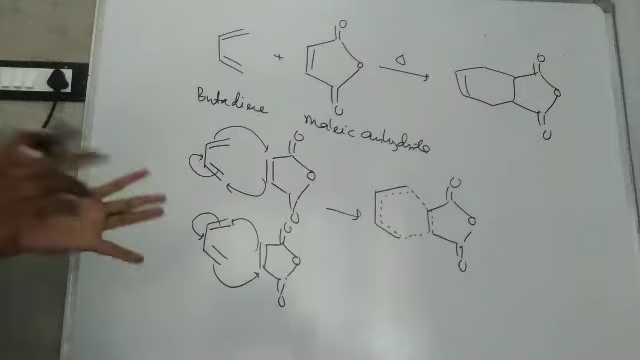 +
Δ
Butadiene
maleic anhydride